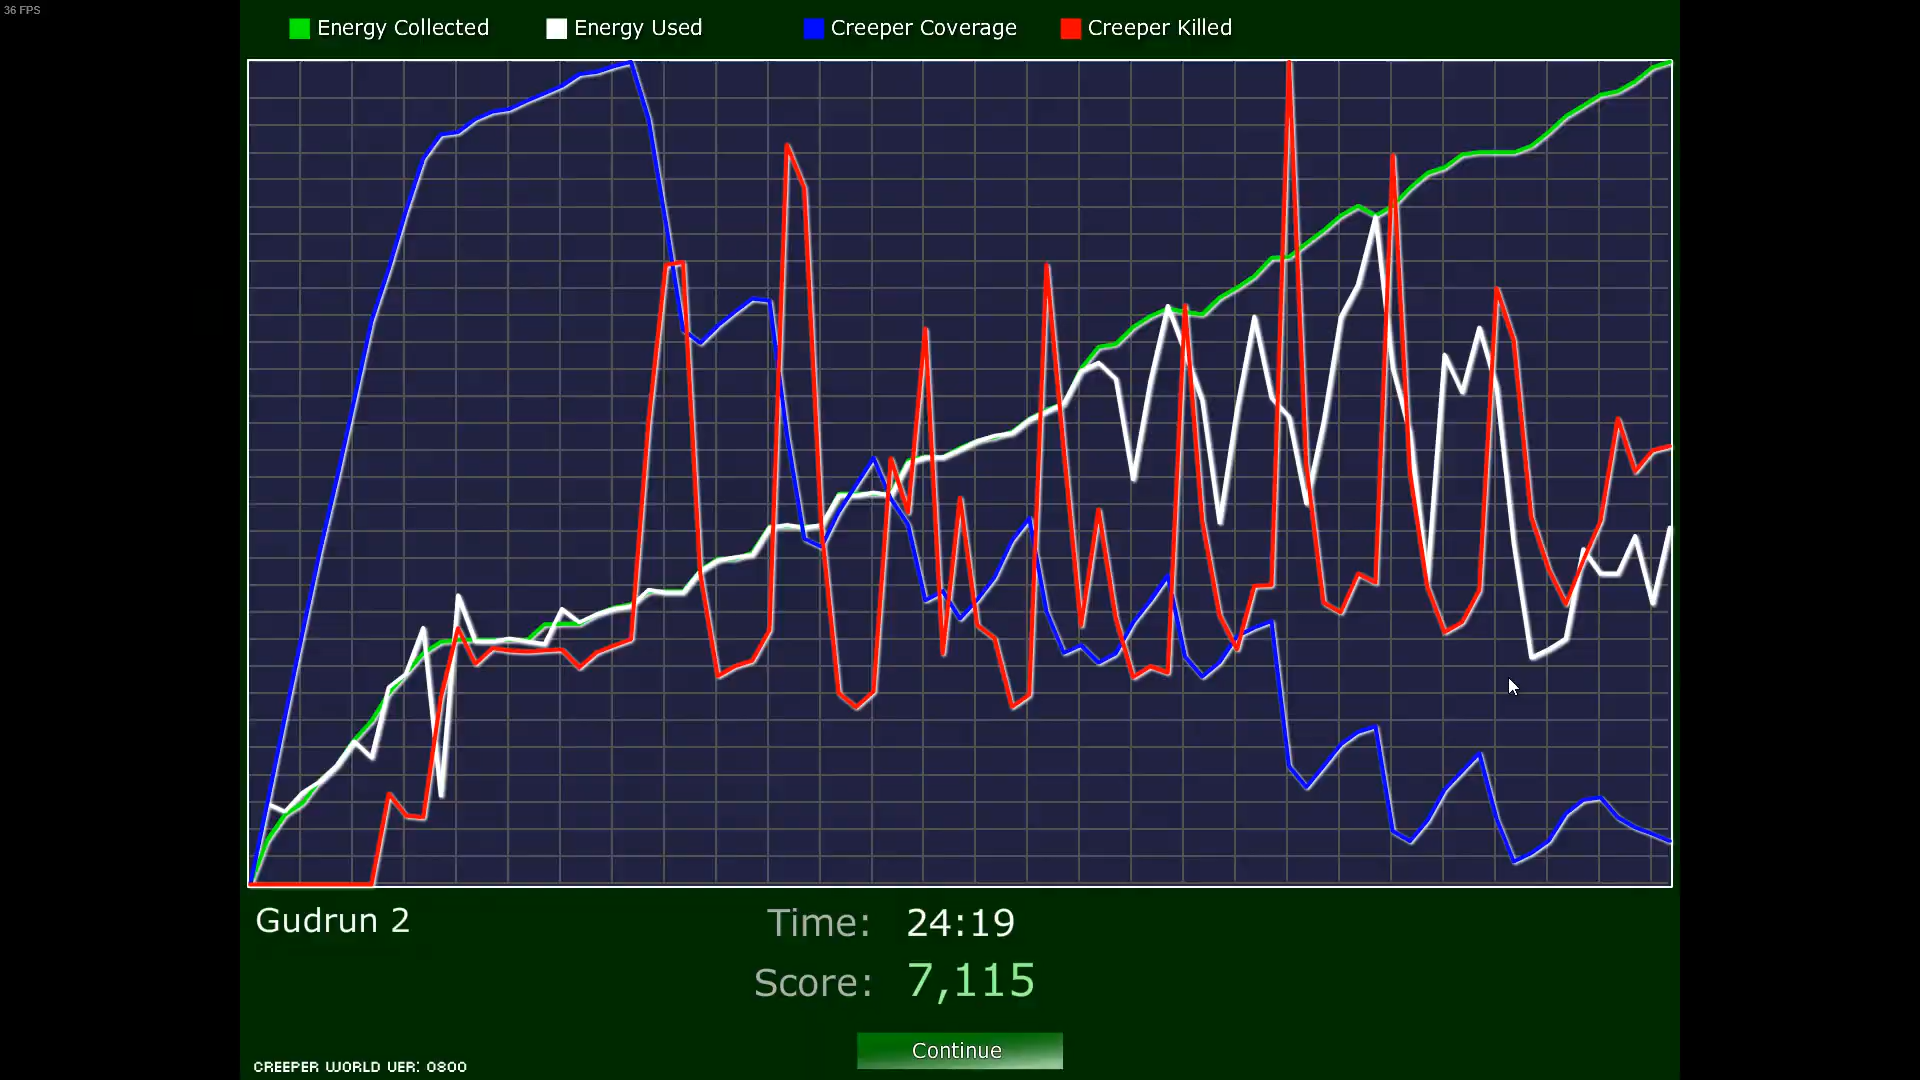 36 FPS
Energy Collected Energy Used Creeper Coverage Creeper Killed
Gudrun 2
Time: 24:19
Score: 7,115
Continue
CREEPER WORLD VER: 0800